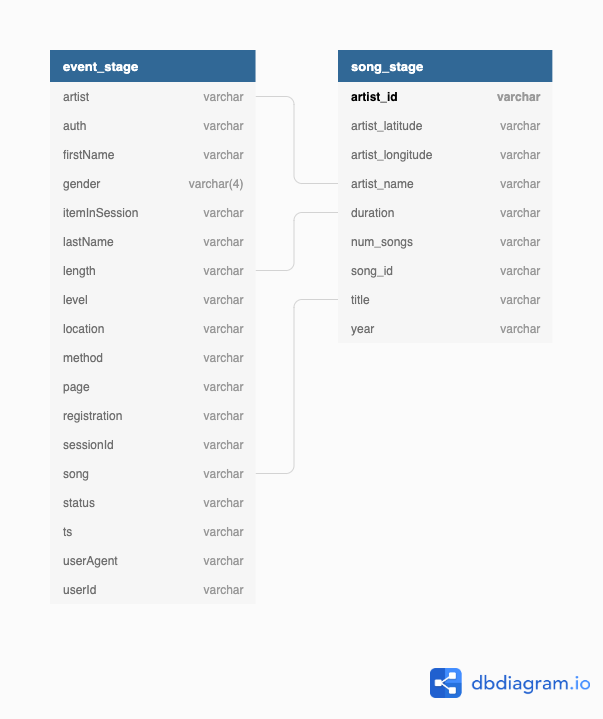 event_stage
artist varchar
auth varchar
firstName varchar
gender varchar(4)
itemInSession varchar
lastName varchar
length varchar
level varchar
location varchar
method varchar
page varchar
registration varchar
sessionId varchar
song varchar
status varchar
ts varchar
userAgent varchar
userId varchar
song_stage
artist_id varchar
artist_latitude varchar
artist_longitude varchar
artist_name varchar
duration varchar
num_songs varchar
song_id varchar
title varchar
year varchar
dbdiagram.io